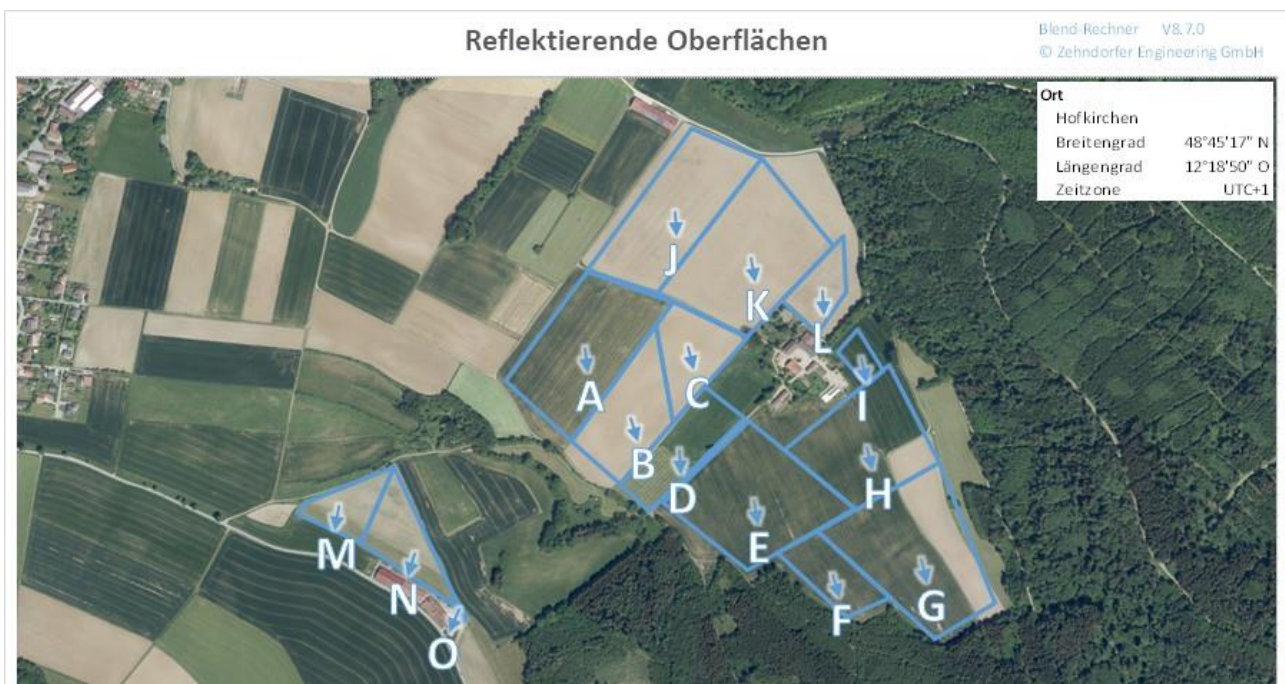 Reflektierende Oberflächen
Blend-Rechner V8.7.0
© Zehndorfer Engineering GmbH
Ort
Hofkirchen
Breitengrad 48°45'17" N
Längengrad 12°18'50" O
Zeitzone UTC+1
J
K
L
A
C
I
B
D
H
E
M
N
F
G
O